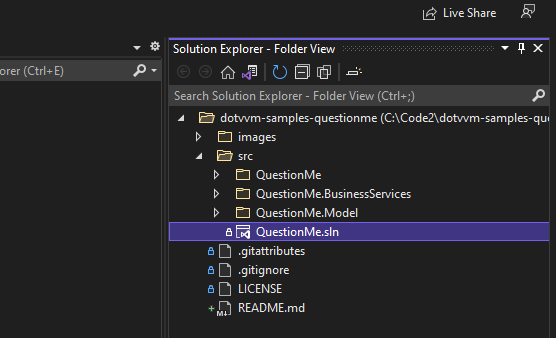 Live Share
Solution Explorer - Folder View
orer (Ctrl+E)
Search Solution Explorer - Folder View (Ctrl+;)
dotvvm-samples-questionme (C:\Code2\dotvvm-samples-que
images
src
QuestionMe
QuestionMe.BusinessServices
QuestionMe.Model
QuestionMe.sln
.gitattributes
.gitignore
LICENSE
README.md